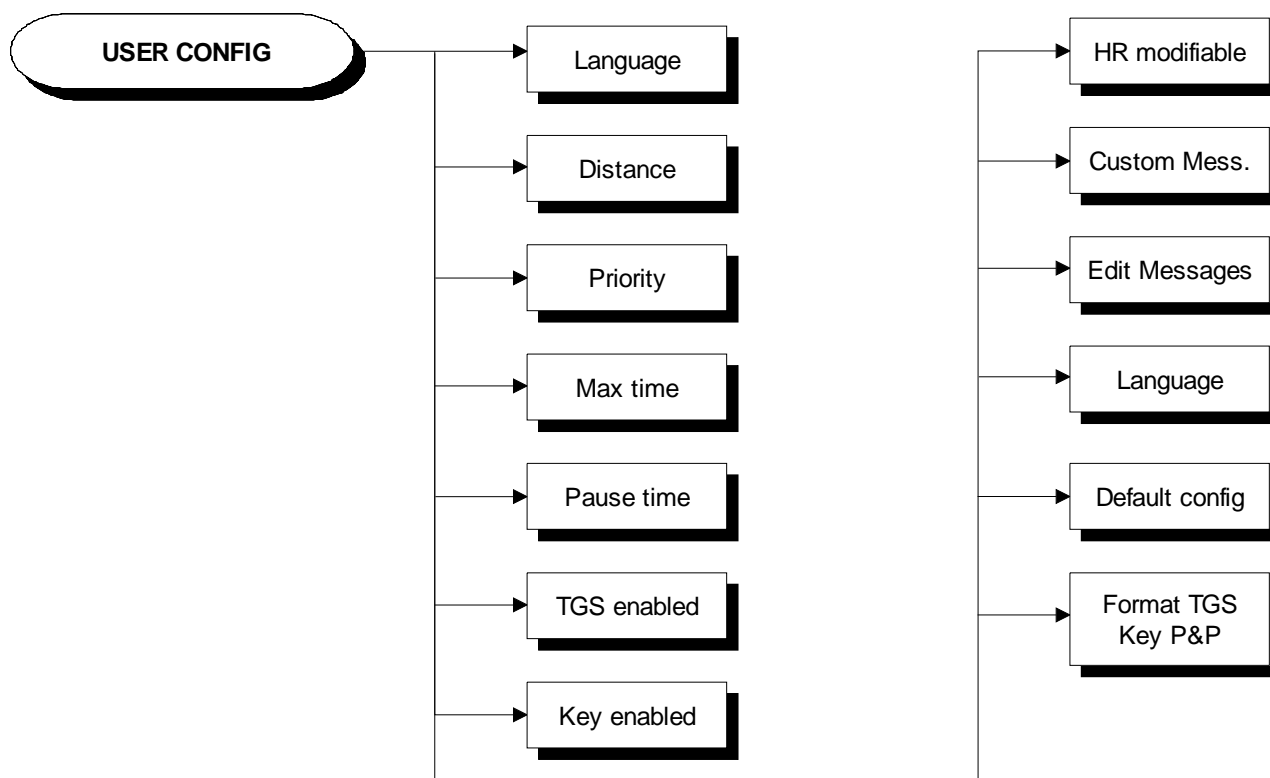 USER CONFIG
Language
Distance
Priority
Max time
Pause time
TGS enabled
Key enabled
HR modifiable
Custom Mess.
Edit Messages
Language
Default config
Format TGS
Key P&P